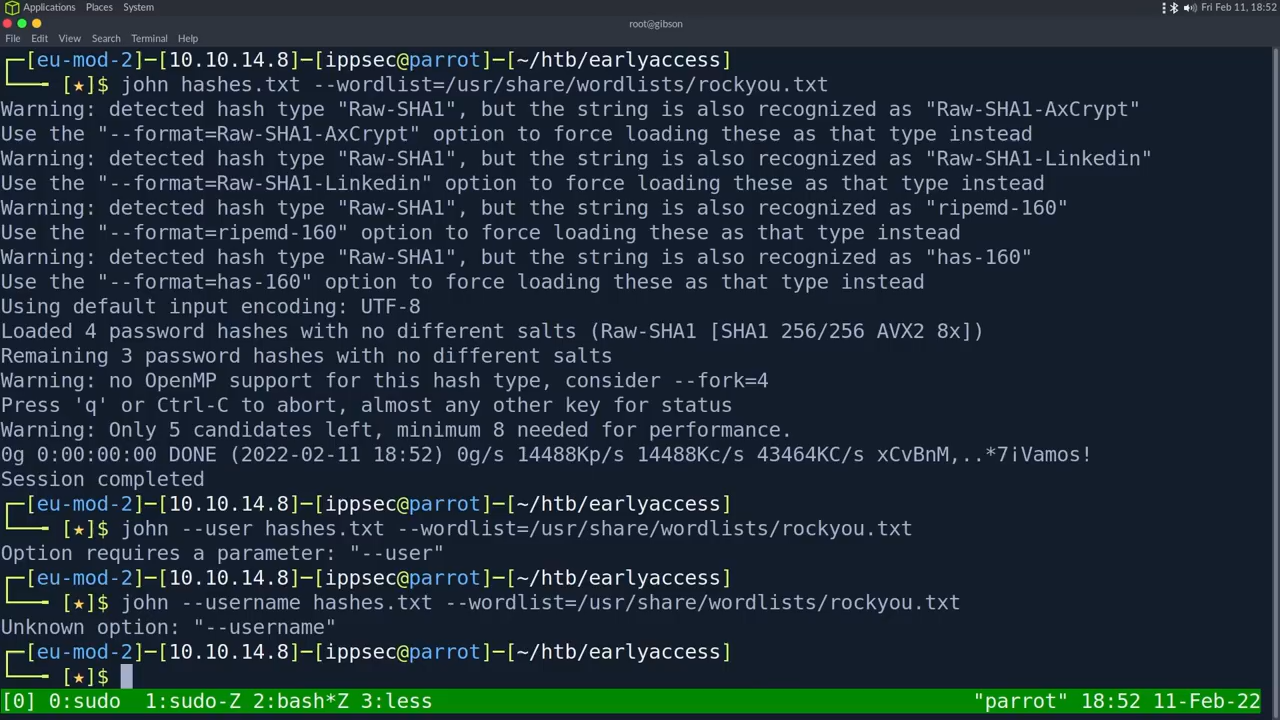 Applications Places System
Fri Feb 11, 18:52
root@gibson
File Edit View Search Terminal Help
┌─[eu-mod-2]─[10.10.14.8]─[ippsec@parrot]─[~/htb/earlyaccess]
└──╼ [★]$ john hashes.txt --wordlist=/usr/share/wordlists/rockyou.txt
Warning: detected hash type "Raw-SHA1", but the string is also recognized as "Raw-SHA1-AxCrypt"
Use the "--format=Raw-SHA1-AxCrypt" option to force loading these as that type instead
Warning: detected hash type "Raw-SHA1", but the string is also recognized as "Raw-SHA1-Linkedin"
Use the "--format=Raw-SHA1-Linkedin" option to force loading these as that type instead
Warning: detected hash type "Raw-SHA1", but the string is also recognized as "ripemd-160"
Use the "--format=ripemd-160" option to force loading these as that type instead
Warning: detected hash type "Raw-SHA1", but the string is also recognized as "has-160"
Use the "--format=has-160" option to force loading these as that type instead
Using default input encoding: UTF-8
Loaded 4 password hashes with no different salts (Raw-SHA1 [SHA1 256/256 AVX2 8x])
Remaining 3 password hashes with no different salts
Warning: no OpenMP support for this hash type, consider --fork=4
Press 'q' or Ctrl-C to abort, almost any other key for status
Warning: Only 5 candidates left, minimum 8 needed for performance.
0g 0:00:00:00 DONE (2022-02-11 18:52) 0g/s 14488Kp/s 14488Kc/s 43464KC/s xCvBnM,..*7¡Vamos!
Session completed
┌─[eu-mod-2]─[10.10.14.8]─[ippsec@parrot]─[~/htb/earlyaccess]
└──╼ [★]$ john --user hashes.txt --wordlist=/usr/share/wordlists/rockyou.txt
Option requires a parameter: "--user"
┌─[eu-mod-2]─[10.10.14.8]─[ippsec@parrot]─[~/htb/earlyaccess]
└──╼ [★]$ john --username hashes.txt --wordlist=/usr/share/wordlists/rockyou.txt
Unknown option: "--username"
┌─[eu-mod-2]─[10.10.14.8]─[ippsec@parrot]─[~/htb/earlyaccess]
└──╼ [★]$
[0] 0:sudo 1:sudo-Z 2:bash*Z 3:less "parrot" 18:52 11-Feb-22